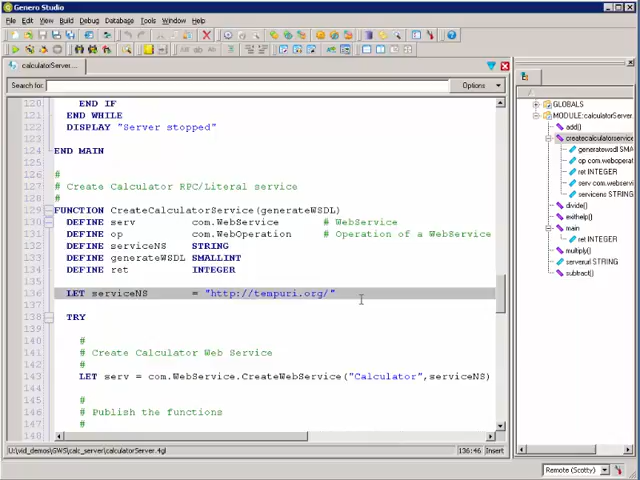 Genero Studio
File Edit View Build Debug Database Tools Window Help
calculatorServer...
Search for:
Options
120
121 END IF
122 END WHILE
DISPLAY "Server stopped"
123
124 END MAIN
125
126 #
127 # Create Calculator RPC/Literal service
128 #
129 FUNCTION CreateCalculatorService(generateWSDL)
130 DEFINE serv com.WebService # WebService
131 DEFINE op com.WebOperation # Operation of a WebService
132 DEFINE serviceNS STRING
133 DEFINE generateWSDL SMALLINT
134 DEFINE ret INTEGER
135
136 LET serviceNS = "http://tempuri.org/"
137
138 TRY
139
140 #
141 # Create Calculator Web Service
142 #
143 LET serv = com.WebService.CreateWebService("Calculator",serviceNS)
144
145 #
146 # Publish the functions
147 #
148
GLOBALS
MODULE:calculatorServer
add()
createcalculatorservice
generatewsdl SMA
op com.weboperat
ret INTEGER
serv com.webserv
servicens STRING
divide()
exithelp()
main
ret INTEGER
multiply()
serverurl STRING
subtract()
U:\vld_demos\GWS\calc_server\calculatorServer.4gl
136:46 Insert
Remote (Scotty)